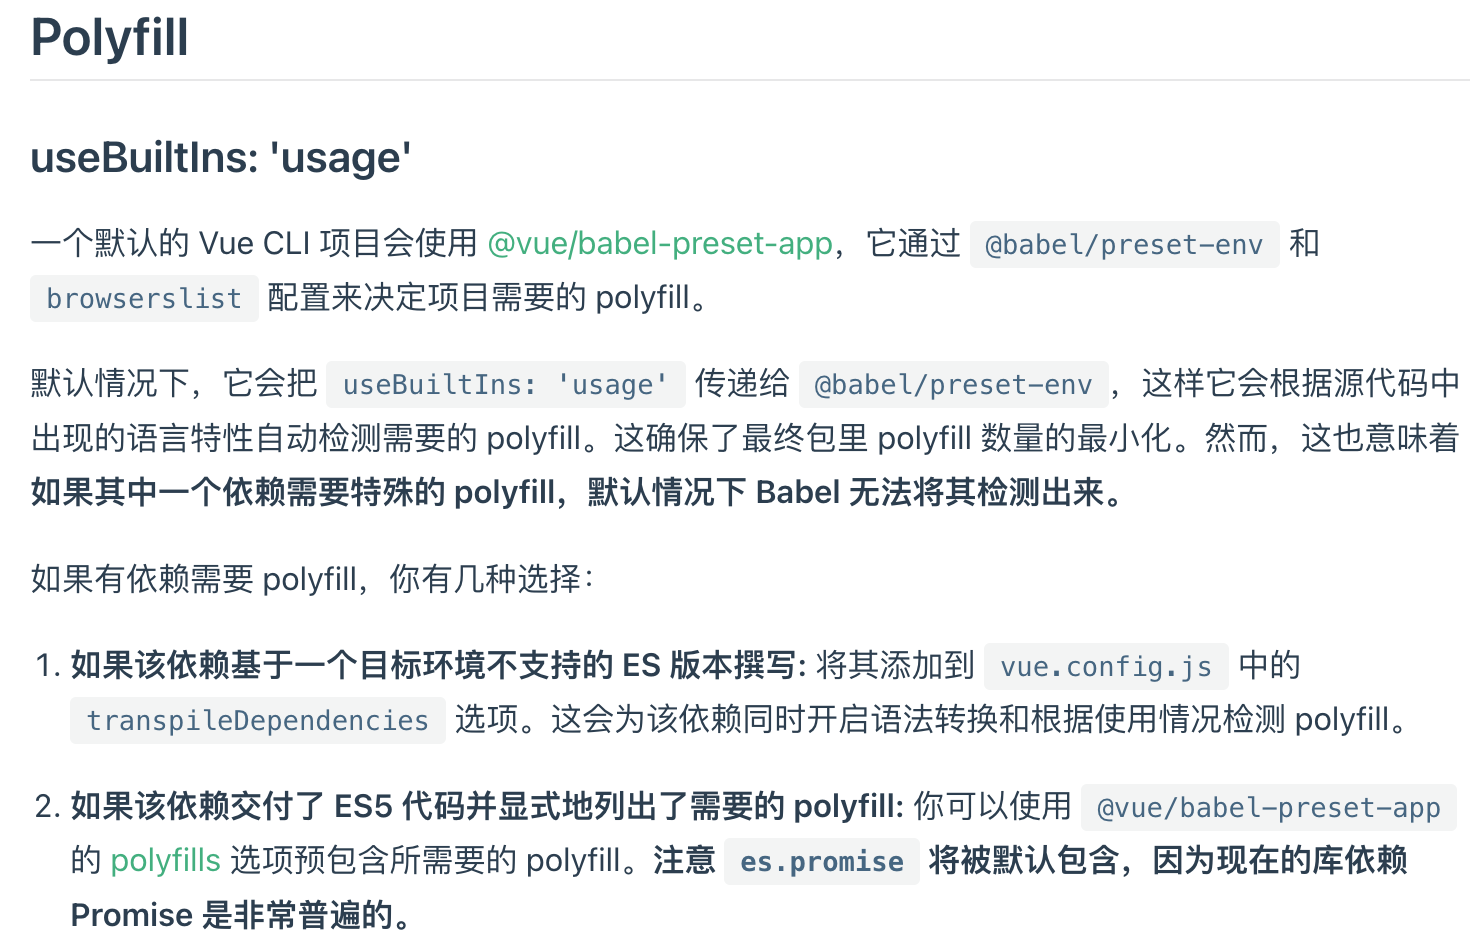 Polyfill
useBuiltIns: 'usage'
一个默认的 Vue CLI 项目会使用 @vue/babel-preset-app，它通过 @babel/preset-env 和
browserslist 配置来决定项目需要的 polyfill。
默认情况下，它会把 useBuiltIns: 'usage' 传递给 @babel/preset-env，这样它会根据源代码中
出现的语言特性自动检测需要的 polyfill。这确保了最终包里 polyfill 数量的最小化。然而，这也意味着
如果其中一个依赖需要特殊的 polyfill，默认情况下 Babel 无法将其检测出来。
如果有依赖需要 polyfill，你有几种选择：
1. 如果该依赖基于一个目标环境不支持的 ES 版本撰写: 将其添加到 vue.config.js 中的
transpileDependencies 选项。这会为该依赖同时开启语法转换和根据使用情况检测 polyfill。
2. 如果该依赖交付了 ES5 代码并显式地列出了需要的 polyfill: 你可以使用 @vue/babel-preset-app
的 polyfills 选项预包含所需要的 polyfill。注意 es.promise 将被默认包含，因为现在的库依赖
Promise 是非常普遍的。